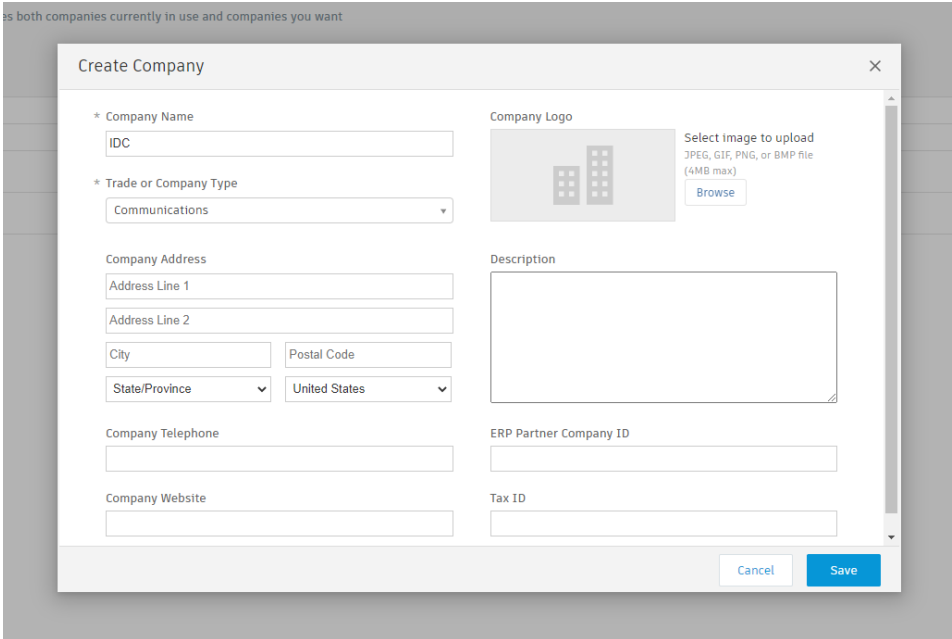 es both companies currently in use and companies you want
Create Company
* Company Name
IDC
* Trade or Company Type
Communications
Company Address
Address Line 1
Address Line 2
City
Postal Code
State/Province
United States
Company Telephone
Company Website
Company Logo
Select image to upload
JPEG, GIF, PNG, or BMP file
(4MB max)
Browse
Description
ERP Partner Company ID
Tax ID
Cancel
Save